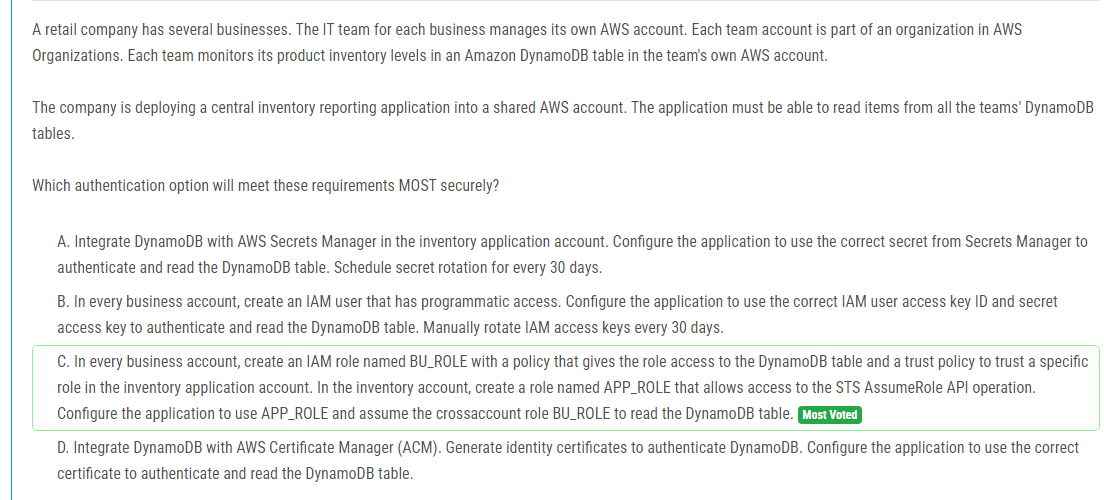 A retail company has several businesses. The IT team for each business manages its own AWS account. Each team account is part of an organization in AWS
Organizations. Each team monitors its product inventory levels in an Amazon DynamoDB table in the team's own AWS account.
The company is deploying a central inventory reporting application into a shared AWS account. The application must be able to read items from all the teams' DynamoDB
tables.
Which authentication option will meet these requirements MOST securely?
A. Integrate DynamoDB with AWS Secrets Manager in the inventory application account. Configure the application to use the correct secret from Secrets Manager to
authenticate and read the DynamoDB table. Schedule secret rotation for every 30 days.
B. In every business account, create an IAM user that has programmatic access. Configure the application to use the correct IAM user access key ID and secret
access key to authenticate and read the DynamoDB table. Manually rotate IAM access keys every 30 days.
C. In every business account, create an IAM role named BU_ROLE with a policy that gives the role access to the DynamoDB table and a trust policy to trust a specific
role in the inventory application account. In the inventory account, create a role named APP_ROLE that allows access to the STS AssumeRole API operation.
Configure the application to use APP_ROLE and assume the crossaccount role BU_ROLE to read the DynamoDB table. Most Voted
D. Integrate DynamoDB with AWS Certificate Manager (ACM). Generate identity certificates to authenticate DynamoDB. Configure the application to use the correct
certificate to authenticate and read the DynamoDB table.